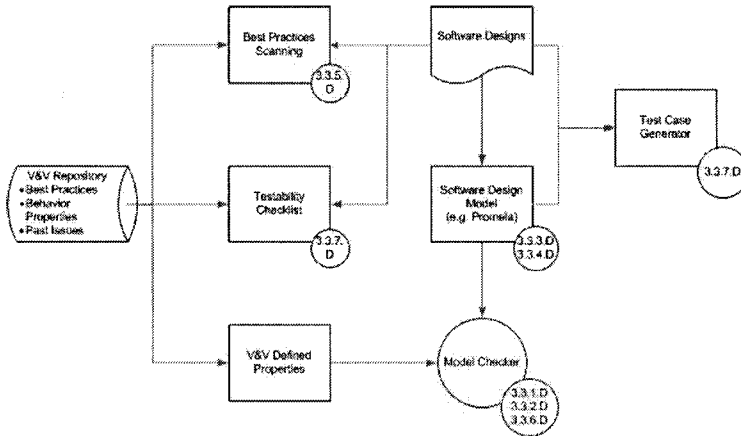 Best Practices
Scanning
3.3.5.
D
Software Designs
Test Case
Generator
3.3.7.D
V&V Repository
•Best Practices
•Behavior
Properties
•Past Issues
Testability
Checklist
3.3.7.
D
Software Design
Model
(e.g. Promela)
3.3.3.D
3.3.4.D
V&V Defined
Properties
Model Checker
3.3.1.D
3.3.2.D
3.3.6.D